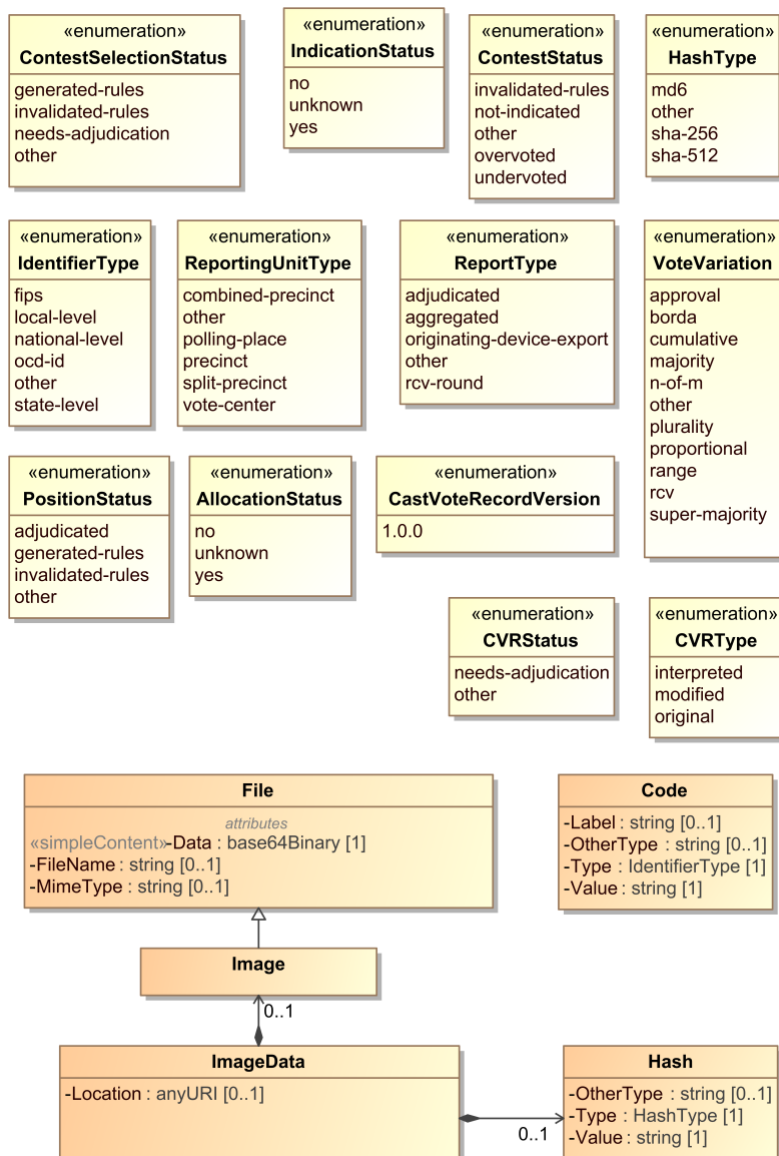 «enumeration»
ContestSelectionStatus
generated-rules
invalidated-rules
needs-adjudication
other
«enumeration»
IndicationStatus
no
unknown
yes
«enumeration»
ContestStatus
invalidated-rules
not-indicated
other
overvoted
undervoted
«enumeration»
HashType
md6
other
sha-256
sha-512
«enumeration»
IdentifierType
fips
local-level
national-level
ocd-id
other
state-level
«enumeration»
ReportingUnitType
combined-precinct
other
polling-place
precinct
split-precinct
vote-center
«enumeration»
ReportType
adjudicated
aggregated
originating-device-export
other
rcv-round
«enumeration»
VoteVariation
approval
borda
cumulative
majority
n-of-m
other
plurality
proportional
range
rcv
super-majority
«enumeration»
PositionStatus
adjudicated
generated-rules
invalidated-rules
other
«enumeration»
AllocationStatus
no
unknown
yes
«enumeration»
CastVoteRecordVersion
1.0.0
«enumeration»
CVRStatus
needs-adjudication
other
«enumeration»
CVRType
interpreted
modified
original
File
attributes
«simpleContent»-Data : base64Binary [1]
-FileName : string [0..1]
-MimeType : string [0..1]
Code
-Label : string [0..1]
-OtherType : string [0..1]
-Type : IdentifierType [1]
-Value : string [1]
Image
0..1
ImageData
-Location : anyURI [0..1]
0..1
Hash
-OtherType : string [0..1]
-Type : HashType [1]
-Value : string [1]